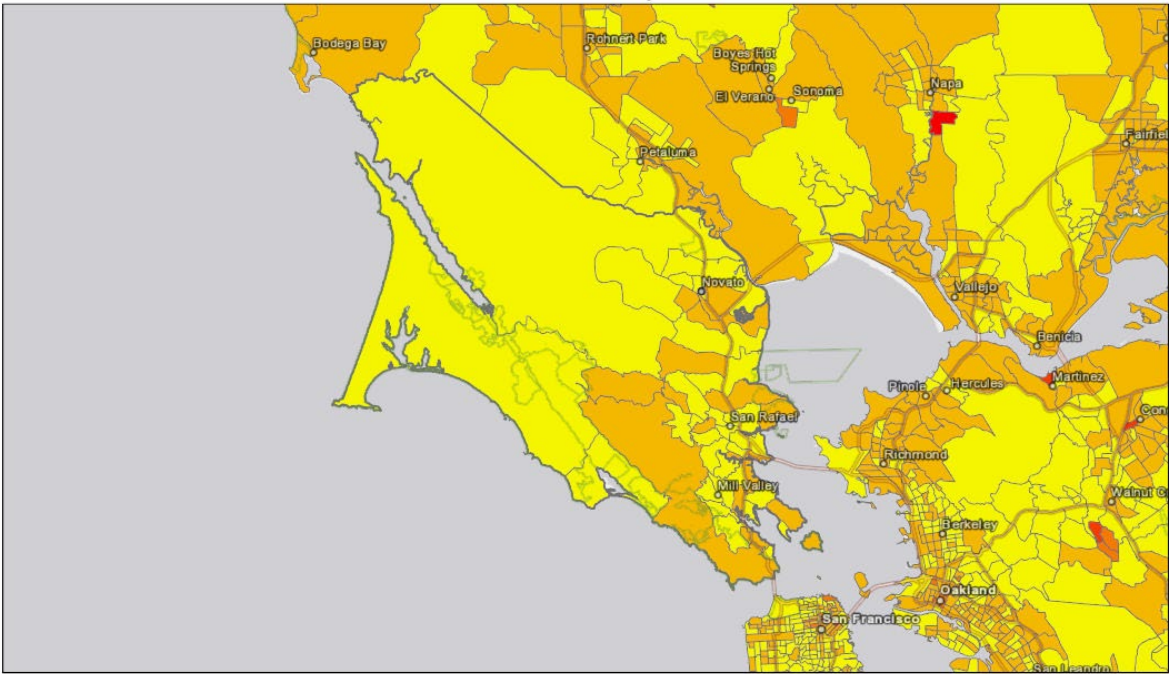 Bodega Bay
Rohnert Park
Boyes Hot
Springs
El Verano
Sonoma
Napa
Fairfiel
Petaluma
Novato
Vallejo
Benicia
Martinez
Pinole
Hercules
Con
San Rafael
Richmond
Mill Valley
Walnut C
Berkeley
Oakland
San Francisco
San Leandro